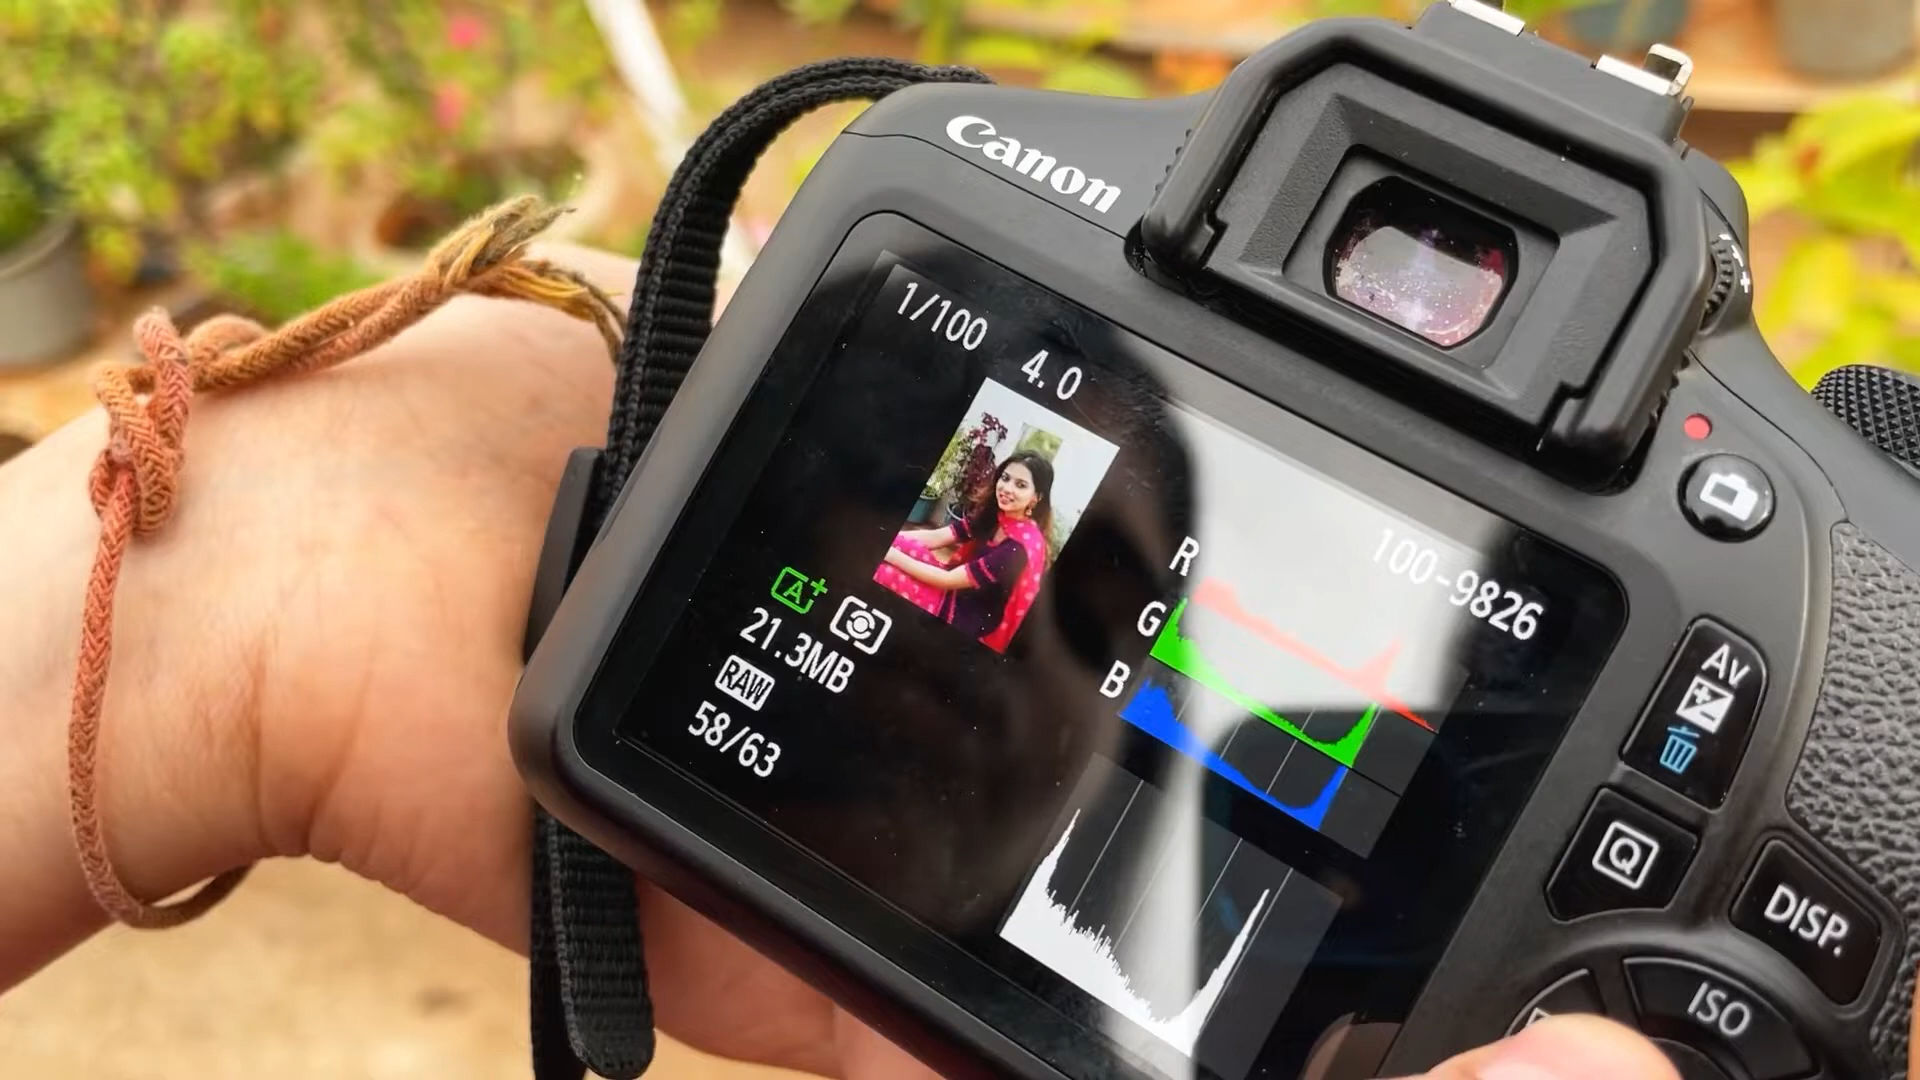 Canon
1/100
4.0
100-9826
R
G
B
A+
21.3MB
RAW
58/63
Av
Q
DISP.
ISO